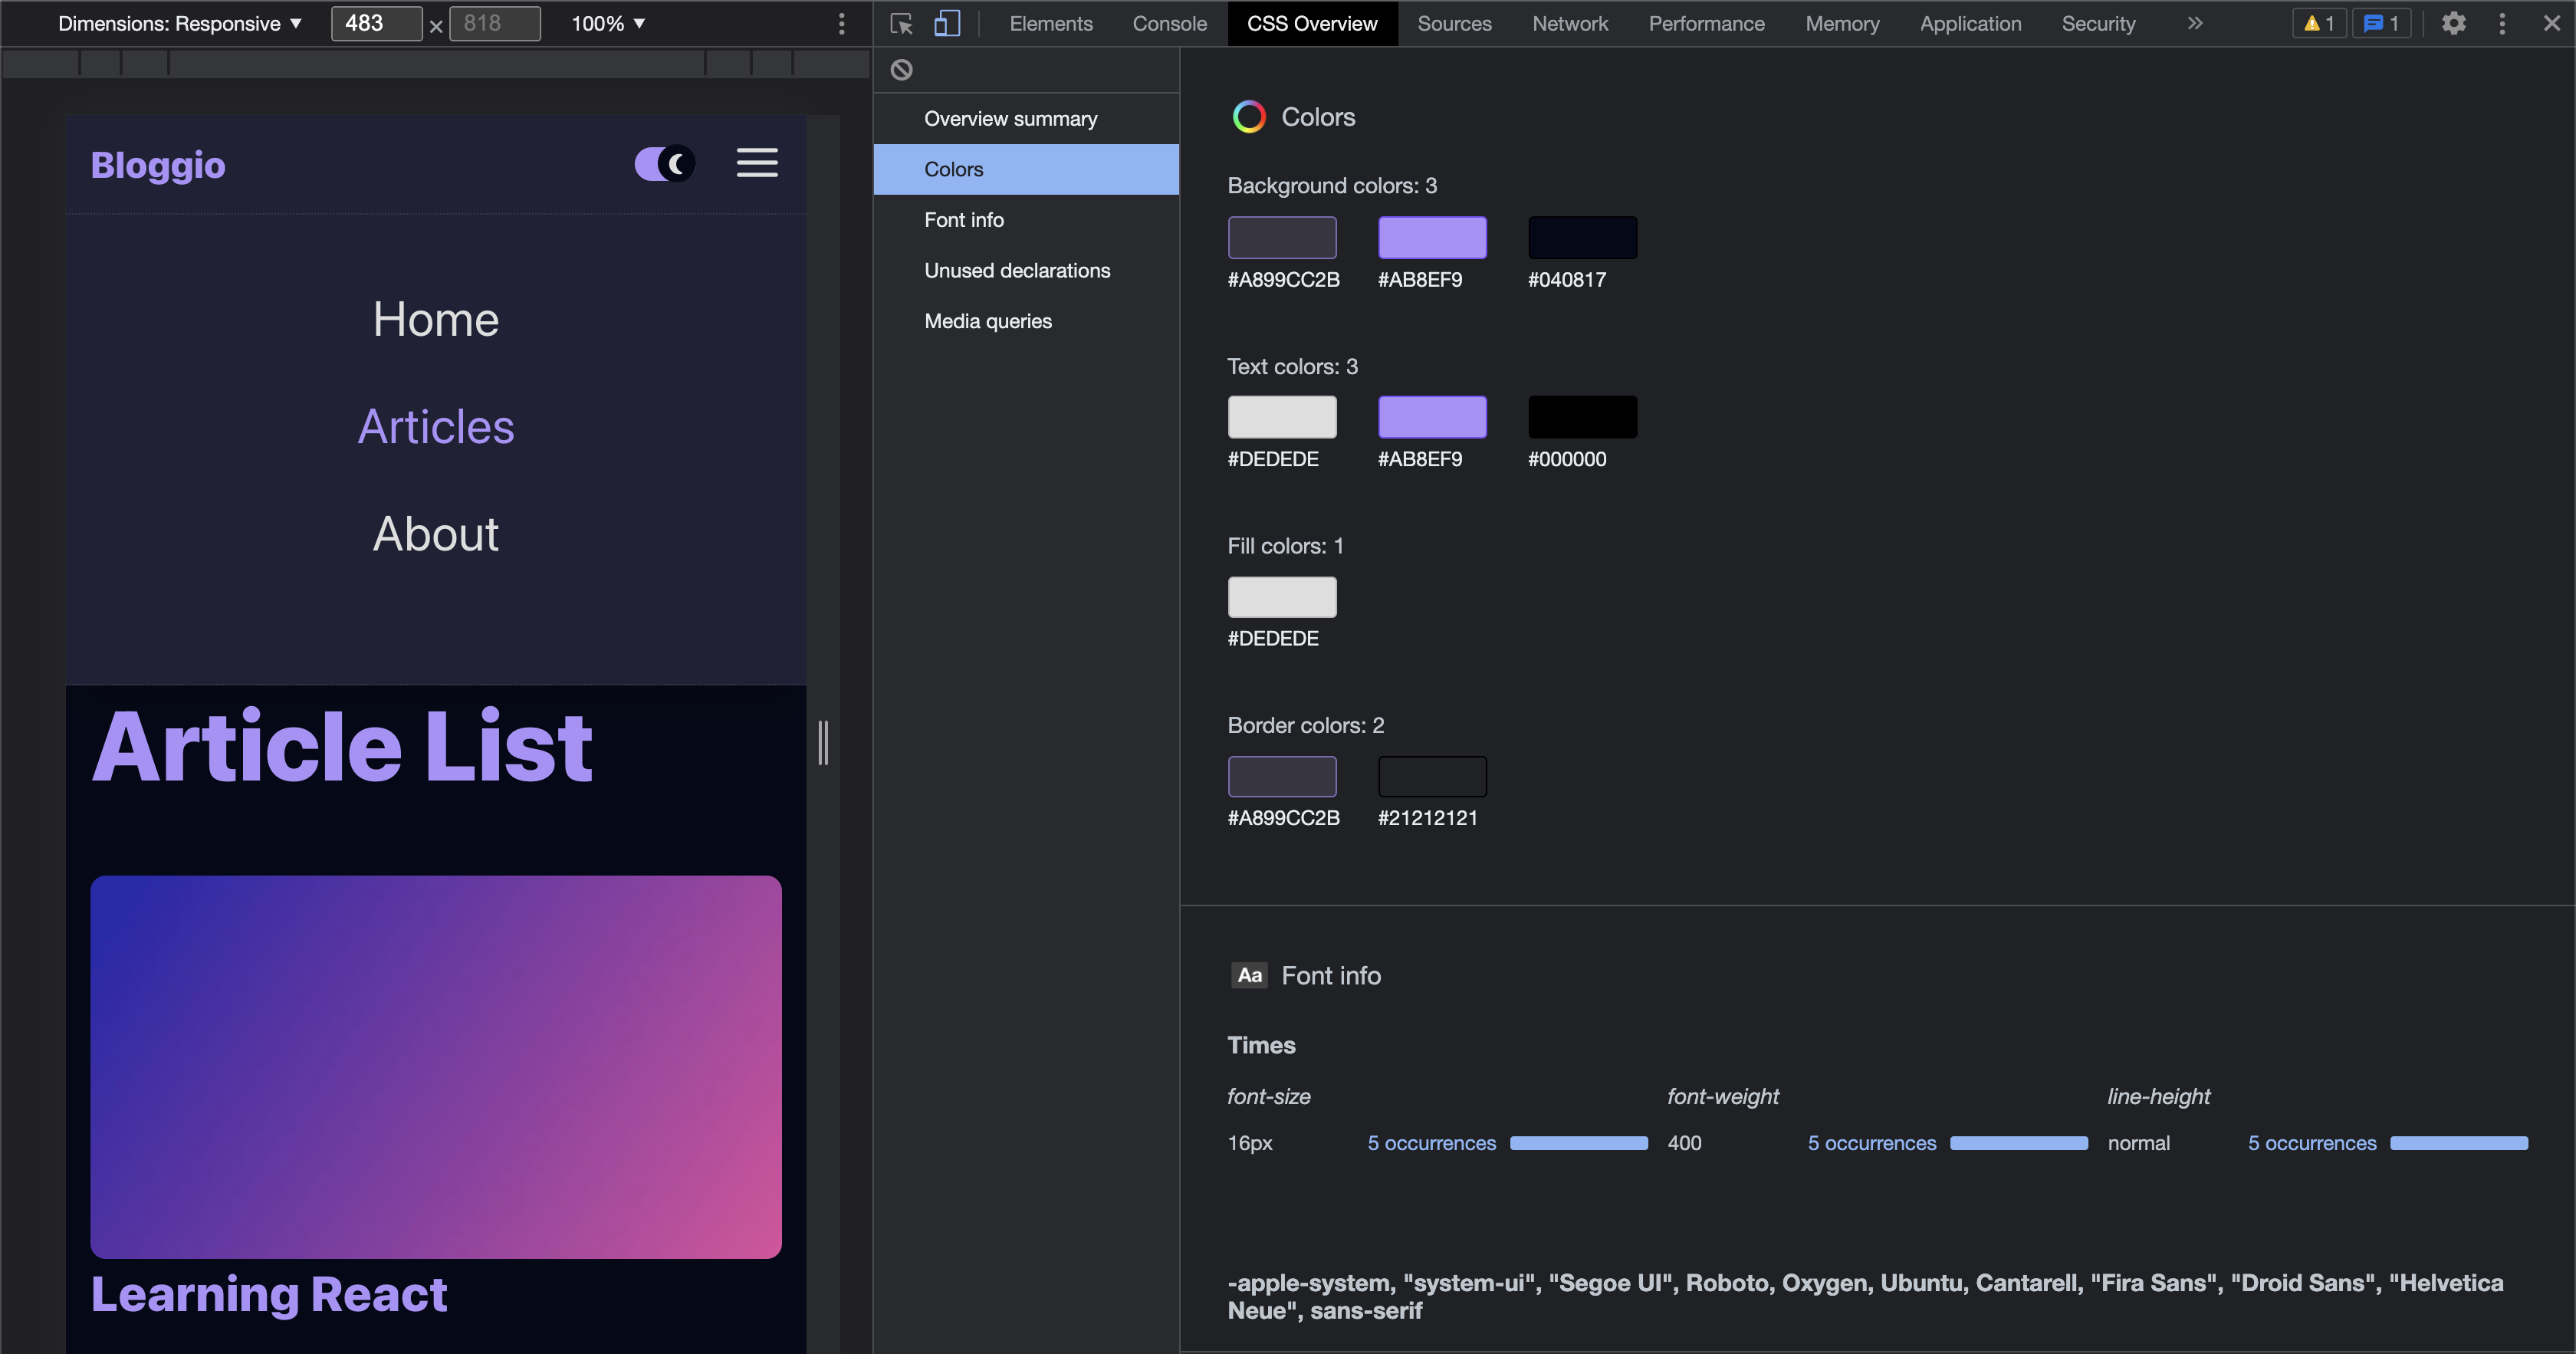 Dimensions: Responsive ▼ 483 × 818 100% ▼
Elements Console CSS Overview Sources Network Performance Memory Application Security » 1 1
Bloggio
Home
Articles
About
Article List
Learning React
Overview summary
Colors
Font info
Unused declarations
Media queries
Colors
Background colors: 3
#A899CC2B #AB8EF9 #040817
Text colors: 3
#DEDEDE #AB8EF9 #000000
Fill colors: 1
#DEDEDE
Border colors: 2
#A899CC2B #21212121
Aa Font info
Times
font-size font-weight line-height
16px 5 occurrences 400 5 occurrences normal 5 occurrences
-apple-system, "system-ui", "Segoe UI", Roboto, Oxygen, Ubuntu, Cantarell, "Fira Sans", "Droid Sans", "Helvetica
Neue", sans-serif